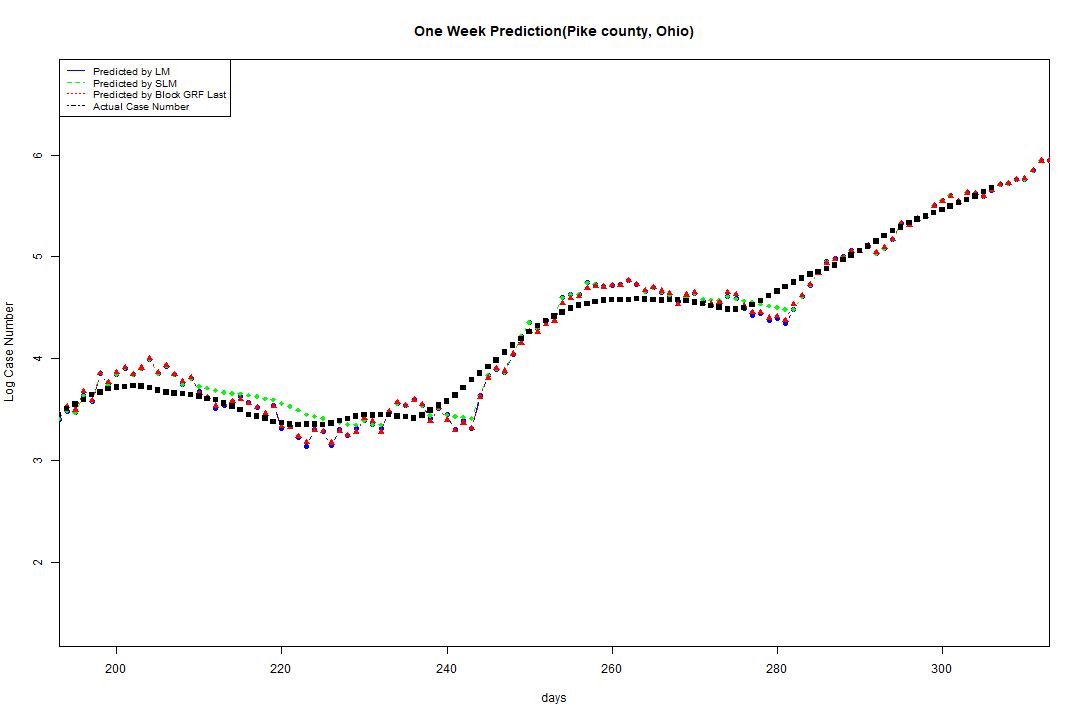 One Week Prediction(Pike county, Ohio)
Predicted by LM
Predicted by SLM
Predicted by Block GRF Last
Actual Case Number
6
5
4
3
2
Log Case Number
200 220 240 260 280 300
days